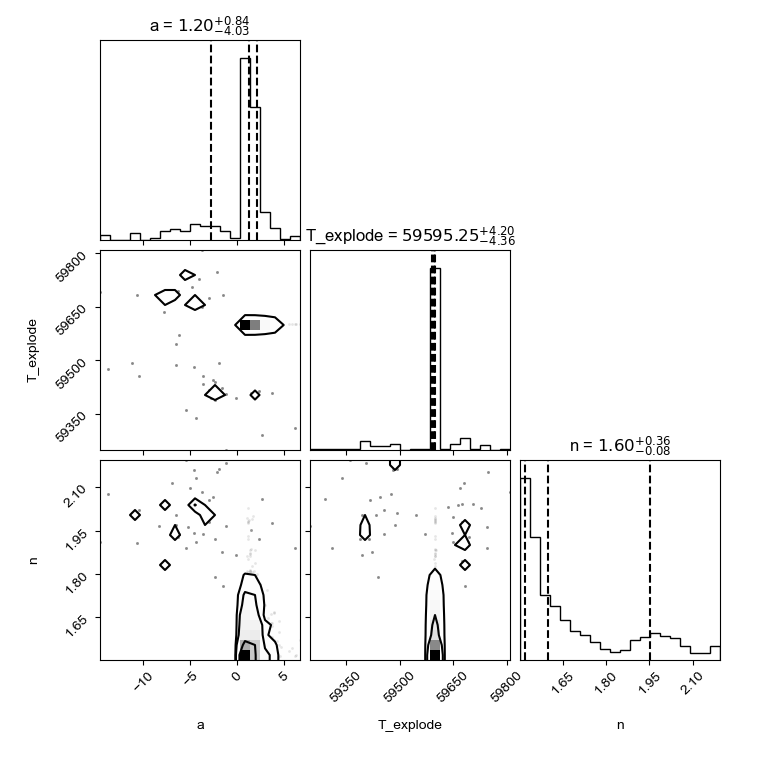 a = 1.20+0.84−4.03
59800
59650
59500
59350
T_explode
T_explode = 59595.25+4.20−4.36
2.10
1.95
1.80
1.65
n
n = 1.60+0.36−0.08
−10 −5 0 5
59350 59500 59650 59800
1.65 1.80 1.95 2.10
a T_explode n